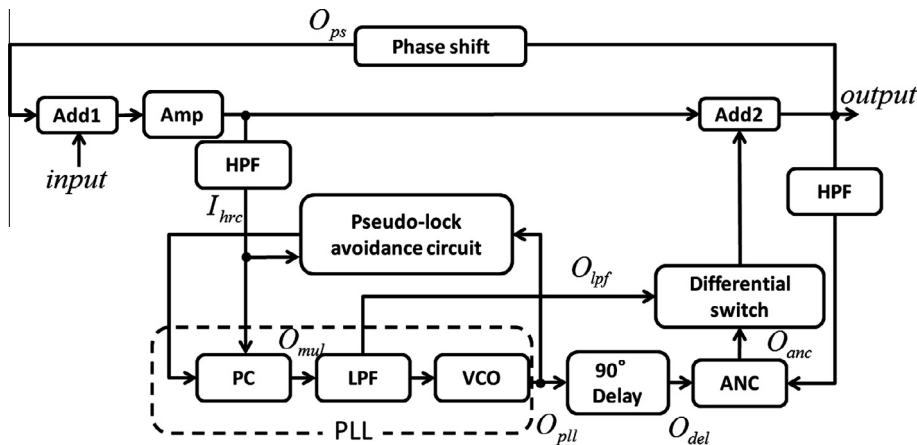 O_ps
Phase shift
Add1
Amp
Add2
output
input
HPF
HPF
I_hrc
Pseudo-lock
avoidance circuit
O_lpf
Differential
switch
O_mul
O_anc
PC
LPF
VCO
90°
Delay
ANC
PLL
O_pll
O_del